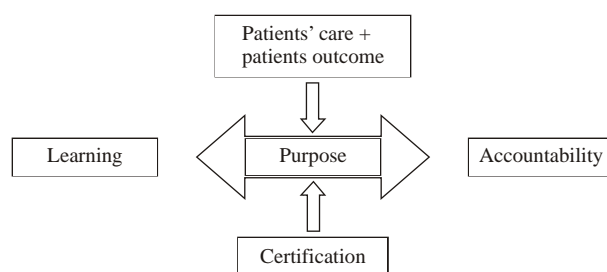 Patients’ care +
patients outcome
Learning
Purpose
Accountability
Certification